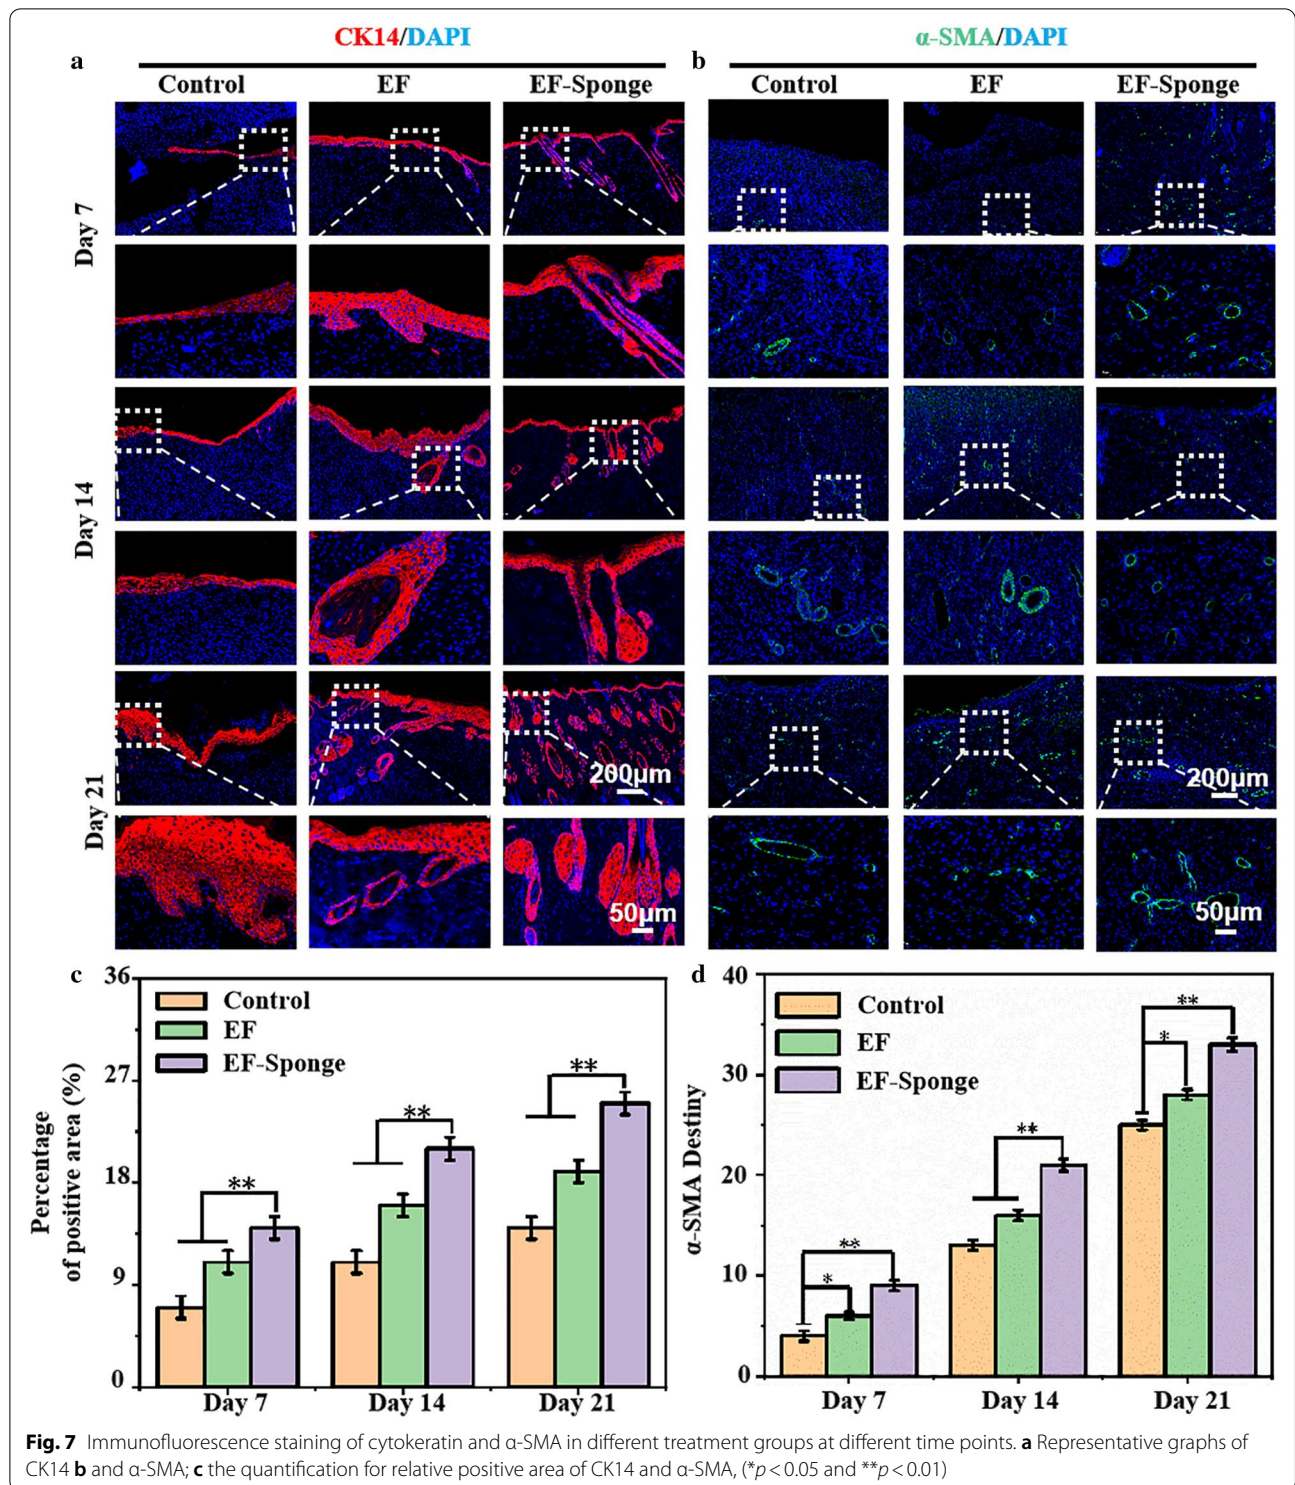 CK14/DAPI
α-SMA/DAPI
a
b
Control
EF
EF-Sponge
Control
EF
EF-Sponge
Day 7
Day 14
Day 21
200μm
200μm
50μm
50μm
c
36
27
18
9
0
Percentage
of positive area (%)
Control
EF
EF-Sponge
**
**
**
Day 7
Day 14
Day 21
d
40
30
20
10
0
α-SMA Destiny
Control
EF
EF-Sponge
*
**
**
*
**
Day 7
Day 14
Day 21
Fig. 7 Immunofluorescence staining of cytokeratin and α-SMA in different treatment groups at different time points. a Representative graphs of
CK14 b and α-SMA; c the quantification for relative positive area of CK14 and α-SMA, (*p < 0.05 and **p < 0.01)